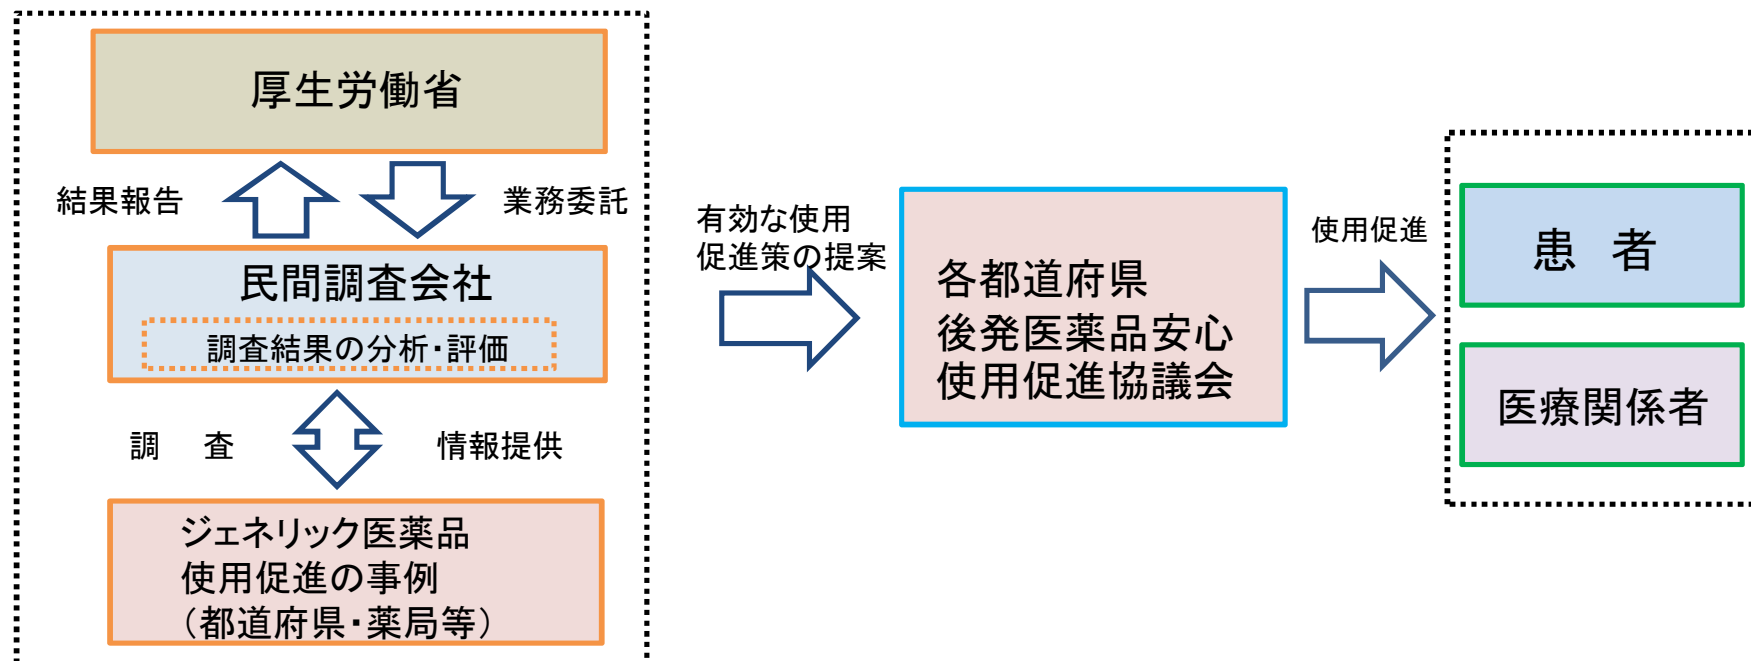 厚生労働省
結果報告
業務委託
民間調査会社
調査結果の分析・評価
調　査
情報提供
ジェネリック医薬品
使用促進の事例
（都道府県・薬局等）
有効な使用
促進策の提案
各都道府県
後発医薬品安心
使用促進協議会
使用促進
患　者
医療関係者